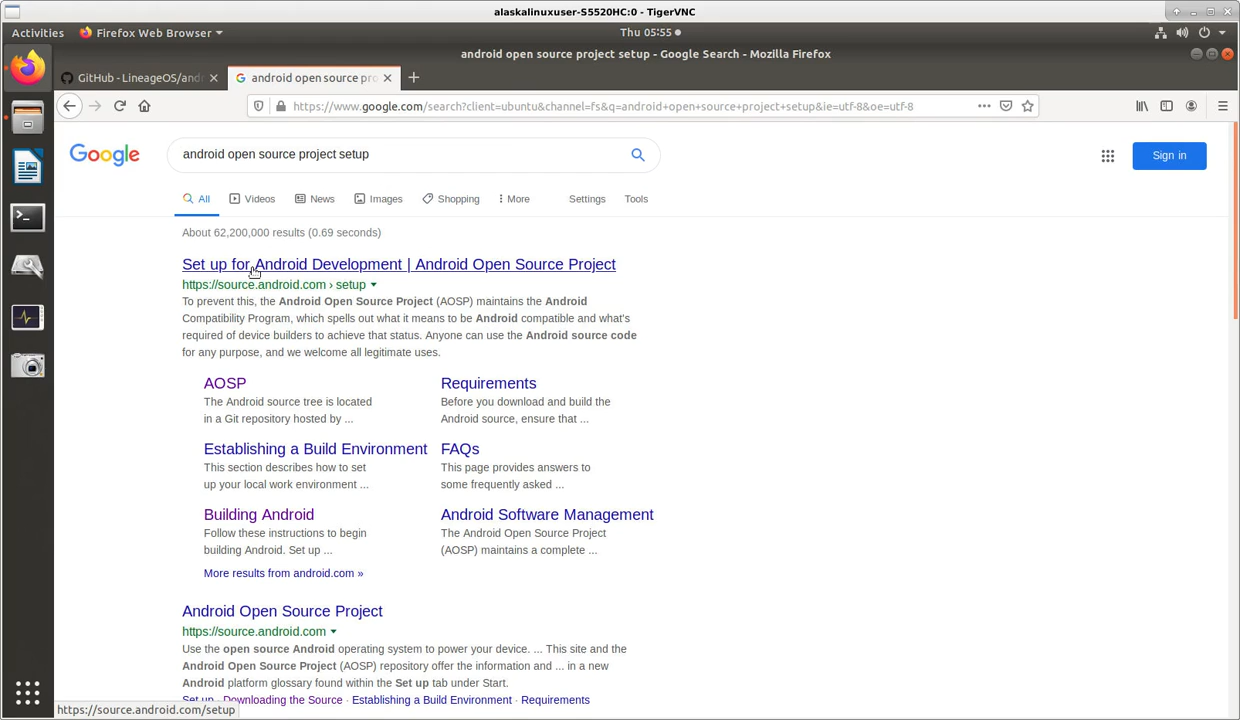 alaskalinuxuser-S5520HC:0 - TigerVNC
Activities Firefox Web Browser Thu 05:55
android open source project setup - Google Search - Mozilla Firefox
GitHub - LineageOS/andr android open source pro
https://www.google.com/search?client=ubuntu&channel=fs&q=android+open+source+project+setup&ie=utf-8&oe=utf-8
Google android open source project setup Sign in
All Videos News Images Shopping More Settings Tools
About 62,200,000 results (0.69 seconds)
Set up for Android Development | Android Open Source Project
https://source.android.com › setup
To prevent this, the Android Open Source Project (AOSP) maintains the Android
Compatibility Program, which spells out what it means to be Android compatible and what's
required of device builders to achieve that status. Anyone can use the Android source code
for any purpose, and we welcome all legitimate uses.
AOSP
The Android source tree is located
in a Git repository hosted by ...
Requirements
Before you download and build the
Android source, ensure that ...
Establishing a Build Environment
This section describes how to set
up your local work environment ...
FAQs
This page provides answers to
some frequently asked ...
Building Android
Follow these instructions to begin
building Android. Set up ...
Android Software Management
The Android Open Source Project
(AOSP) maintains a complete ...
More results from android.com »
Android Open Source Project
https://source.android.com
Use the open source Android operating system to power your device. ... This site and the
Android Open Source Project (AOSP) repository offer the information and ... in a new
Android platform glossary found within the Set up tab under Start.
Set up · Downloading the Source · Establishing a Build Environment · Requirements
https://source.android.com/setup